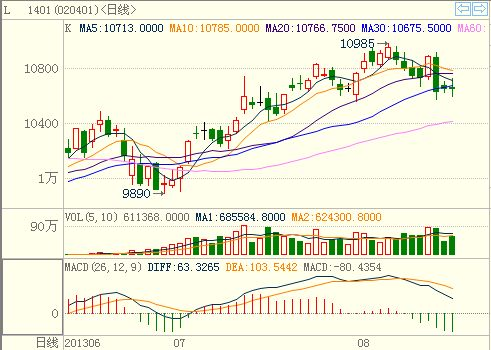 L 1401(020401)<日线>
K MA5:10713.0000 MA10:10785.0000 MA20:10766.7500 MA30:10675.5000 MA60:
10985
10800
10400
1万
9890
VOL(5,10) 611368.0000 MA1:685584.8000 MA2:624300.8000
90万
MACD(26,12,9) DIFF:63.3265 DEA:103.5442 MACD:-80.4354
0
日线 201306 07 08